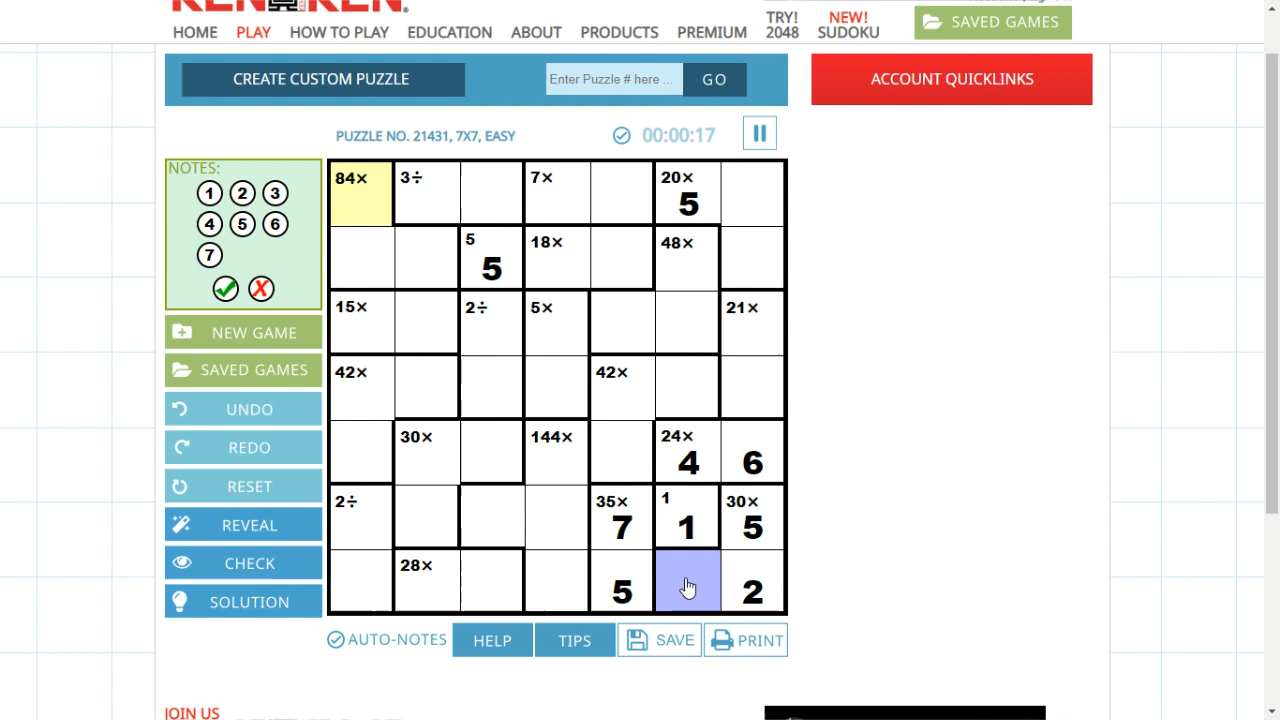 KENKEN®
HOME PLAY HOW TO PLAY EDUCATION ABOUT PRODUCTS PREMIUM TRY! 2048 NEW! SUDOKU SAVED GAMES
CREATE CUSTOM PUZZLE Enter Puzzle # here ... GO ACCOUNT QUICKLINKS
PUZZLE NO. 21431, 7X7, EASY 00:00:17
NOTES:
1 2 3
4 5 6
7
NEW GAME
SAVED GAMES
UNDO
REDO
RESET
REVEAL
CHECK
SOLUTION
84× 3÷ 7× 20×
5
5 18× 48×
5
15× 2÷ 5× 21×
42× 42×
30× 144× 24×
4 6
2÷ 35× 1 30×
7 1 5
28×
5 2
AUTO-NOTES HELP TIPS SAVE PRINT
JOIN US